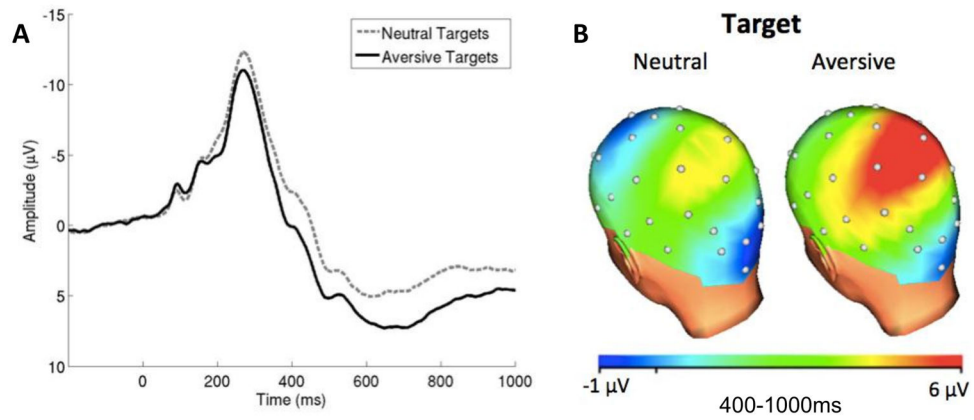 A
-15
-10
-5
0
5
10
Amplitude (µV)
0
200
400
600
800
1000
Time (ms)
Neutral Targets
Aversive Targets
B
Target
Neutral
Aversive
-1 µV
6 µV
400-1000ms